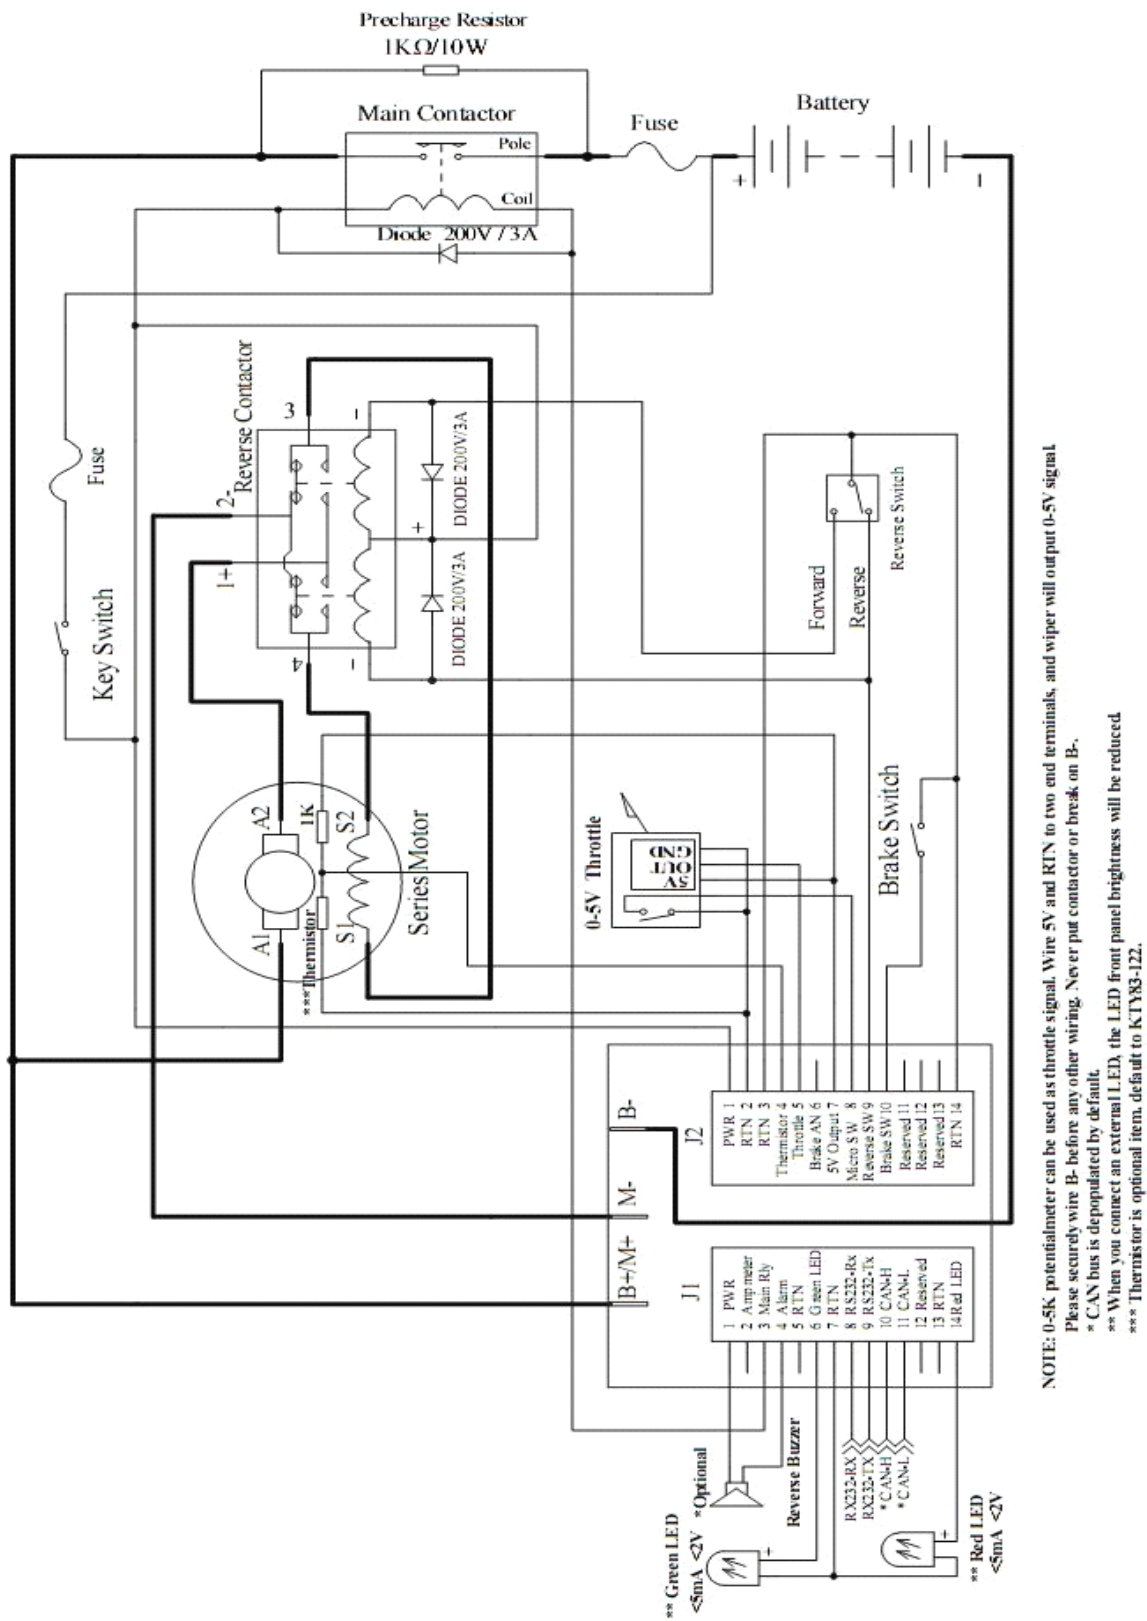 Precharge Resistor
1KΩ/10W
Main Contactor
Pole
Coil
Diode 200V / 3A
Fuse
Battery
+
-
Fuse
Key Switch
Reverse Contactor
3
2-
1+
4
-
+
-
DIODE 200V/3A
DIODE 200V/3A
A2
A1
1K
S2
S1
***Thermistor
Series Motor
0-5V Throttle
GND
OUT
5V
Forward
Reverse
Reverse Switch
Brake Switch
B-
M-
B+/M+
J2
PWR 1
RTN 2
RTN 3
Thermistor 4
Throttle 5
Brake AN 6
5V Output 7
Micro SW 8
Reverse SW 9
Brake SW 10
Reserved 11
Reserved 12
Reserved 13
RTN 14
J1
1 PWR
2 Amp meter
3 Main Rly
4 Alarm
5 RTN
6 Green LED
7 RTN
8 RS232-Rx
9 RS232-Tx
10 CAN-H
11 CAN-L
12 Reserved
13 RTN
14 Red LED
*Optional
Reverse Buzzer
RX232-RX
RX232-TX
* CAN-H
* CAN-L
** Green LED
<5mA <2V
+
** Red LED
<5mA <2V
+
NOTE: 0-5K potentialmeter can be used as throttle signal. Wire 5V and RTN to two end terminals, and wiper will output 0-5V signal.
Please securely wire B- before any other wiring. Never put contactor or break on B-.
* CAN bus is depopulated by default.
** When you connect an external LED, the LED front panel brightness will be reduced.
*** Thermistor is optional item, default to KTY83-122.